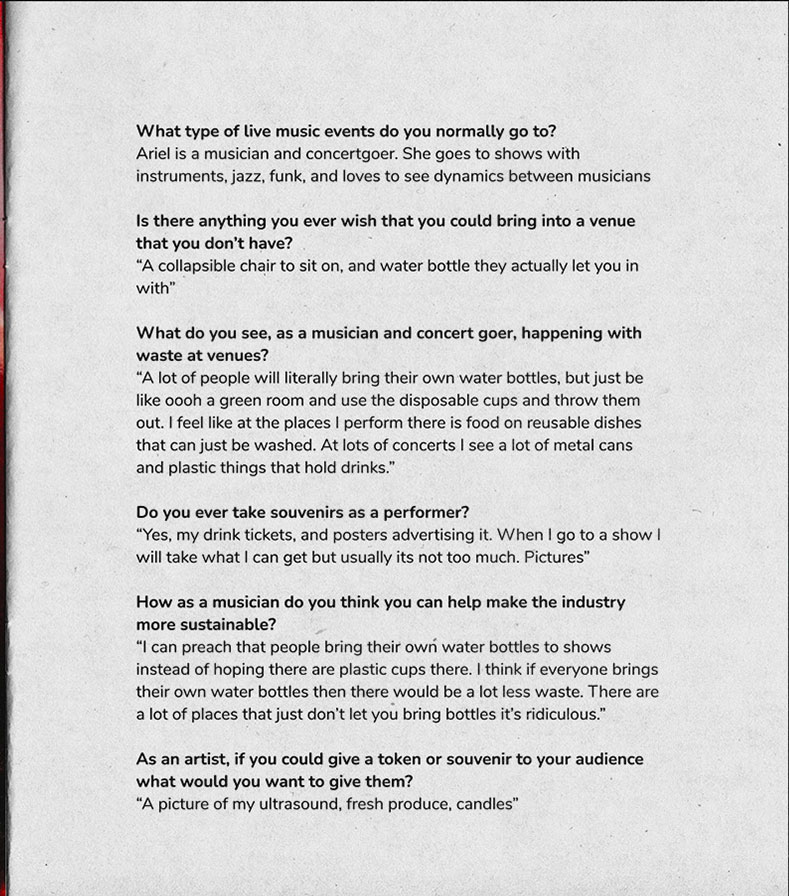 What type of live music events do you normally go to?
Ariel is a musician and concertgoer. She goes to shows with
instruments, jazz, funk, and loves to see dynamics between musicians
Is there anything you ever wish that you could bring into a venue
that you don't have?
“A collapsible chair to sit on, and water bottle they actually let you in
with”
What do you see, as a musician and concert goer, happening with
waste at venues?
“A lot of people will literally bring their own water bottles, but just be
like oooh a green room and use the disposable cups and throw them
out. I feel like at the places I perform there is food on reusable dishes
that can just be washed. At lots of concerts I see a lot of metal cans
and plastic things that hold drinks.”
Do you ever take souvenirs as a performer?
“Yes, my drink tickets, and posters advertising it. When I go to a show I
will take what I can get but usually its not too much. Pictures”
How as a musician do you think you can help make the industry
more sustainable?
“I can preach that people bring their own water bottles to shows
instead of hoping there are plastic cups there. I think if everyone brings
their own water bottles then there would be a lot less waste. There are
a lot of places that just don't let you bring bottles it's ridiculous.”
As an artist, if you could give a token or souvenir to your audience
what would you want to give them?
“A picture of my ultrasound, fresh produce, candles”